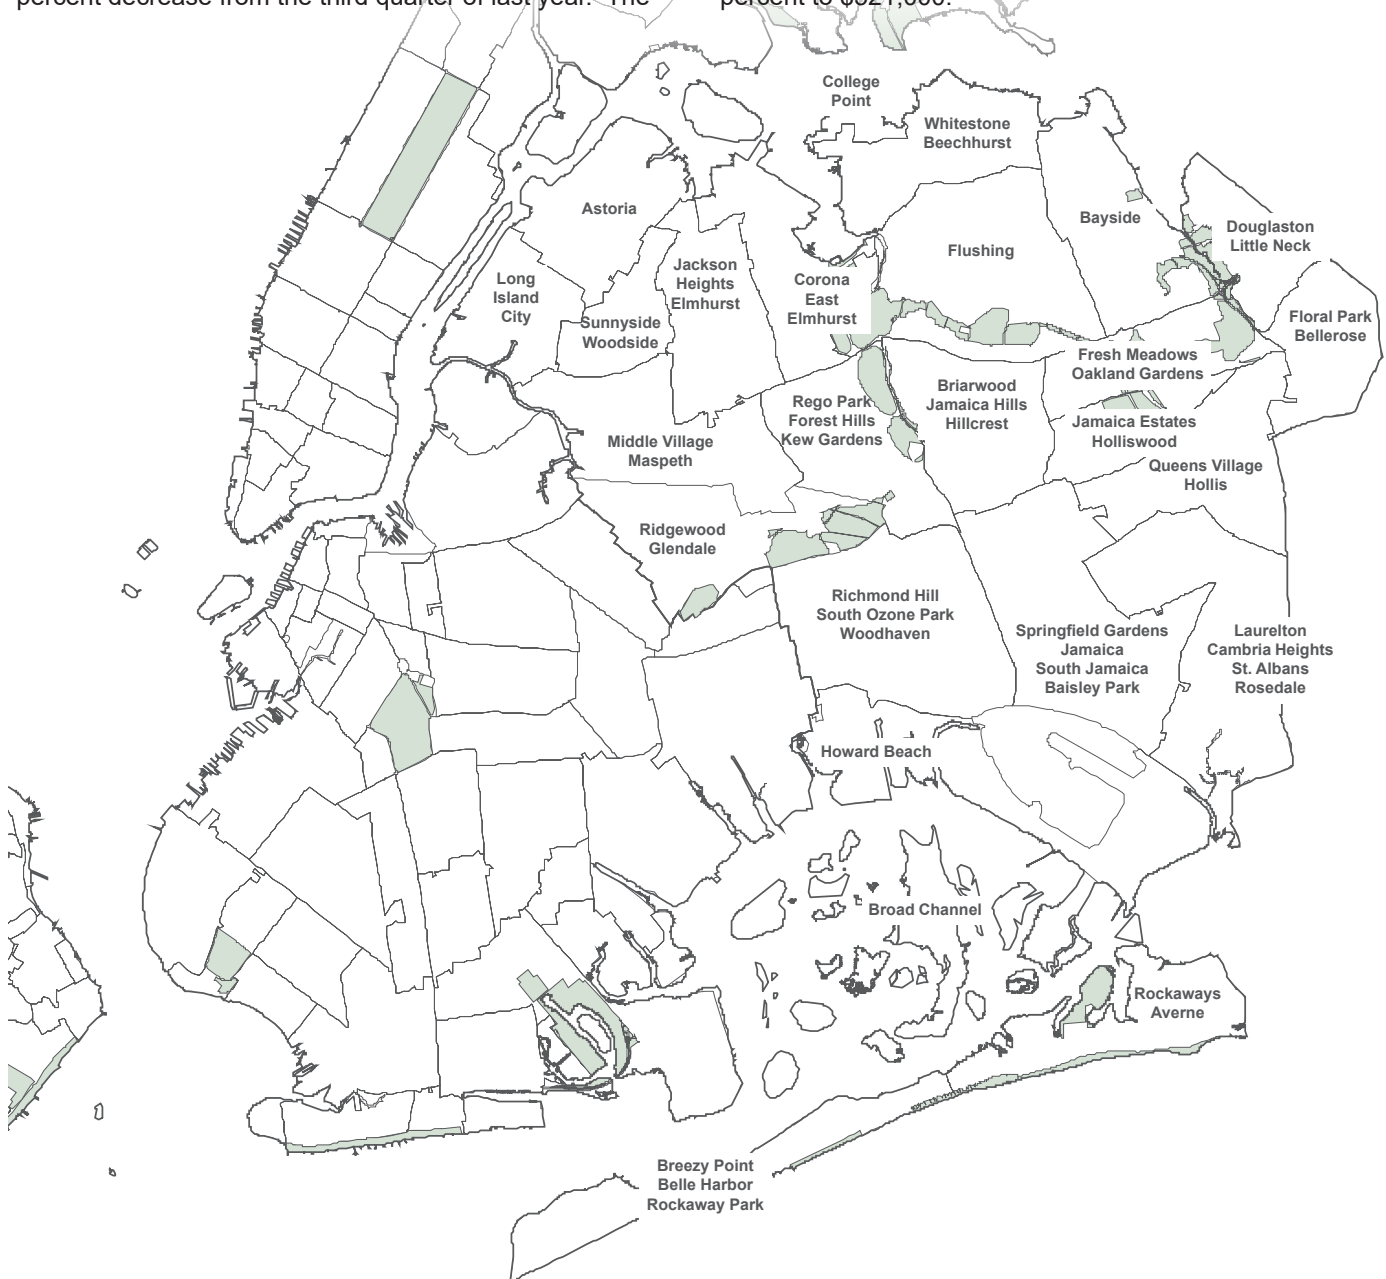 percent decrease from the third quarter of last year. The
percent to $521,000.
College
Point
Whitestone
Beechhurst
Astoria
Bayside
Douglaston
Little Neck
Flushing
Long
Island
City
Jackson
Heights
Elmhurst
Corona
East
Elmhurst
Sunnyside
Woodside
Floral Park
Bellerose
Fresh Meadows
Oakland Gardens
Briarwood
Jamaica Hills
Hillcrest
Rego Park
Forest Hills
Kew Gardens
Jamaica Estates
Holliswood
Middle Village
Maspeth
Queens Village
Hollis
Ridgewood
Glendale
Richmond Hill
South Ozone Park
Woodhaven
Springfield Gardens
Jamaica
South Jamaica
Baisley Park
Laurelton
Cambria Heights
St. Albans
Rosedale
Howard Beach
Broad Channel
Rockaways
Averne
Breezy Point
Belle Harbor
Rockaway Park